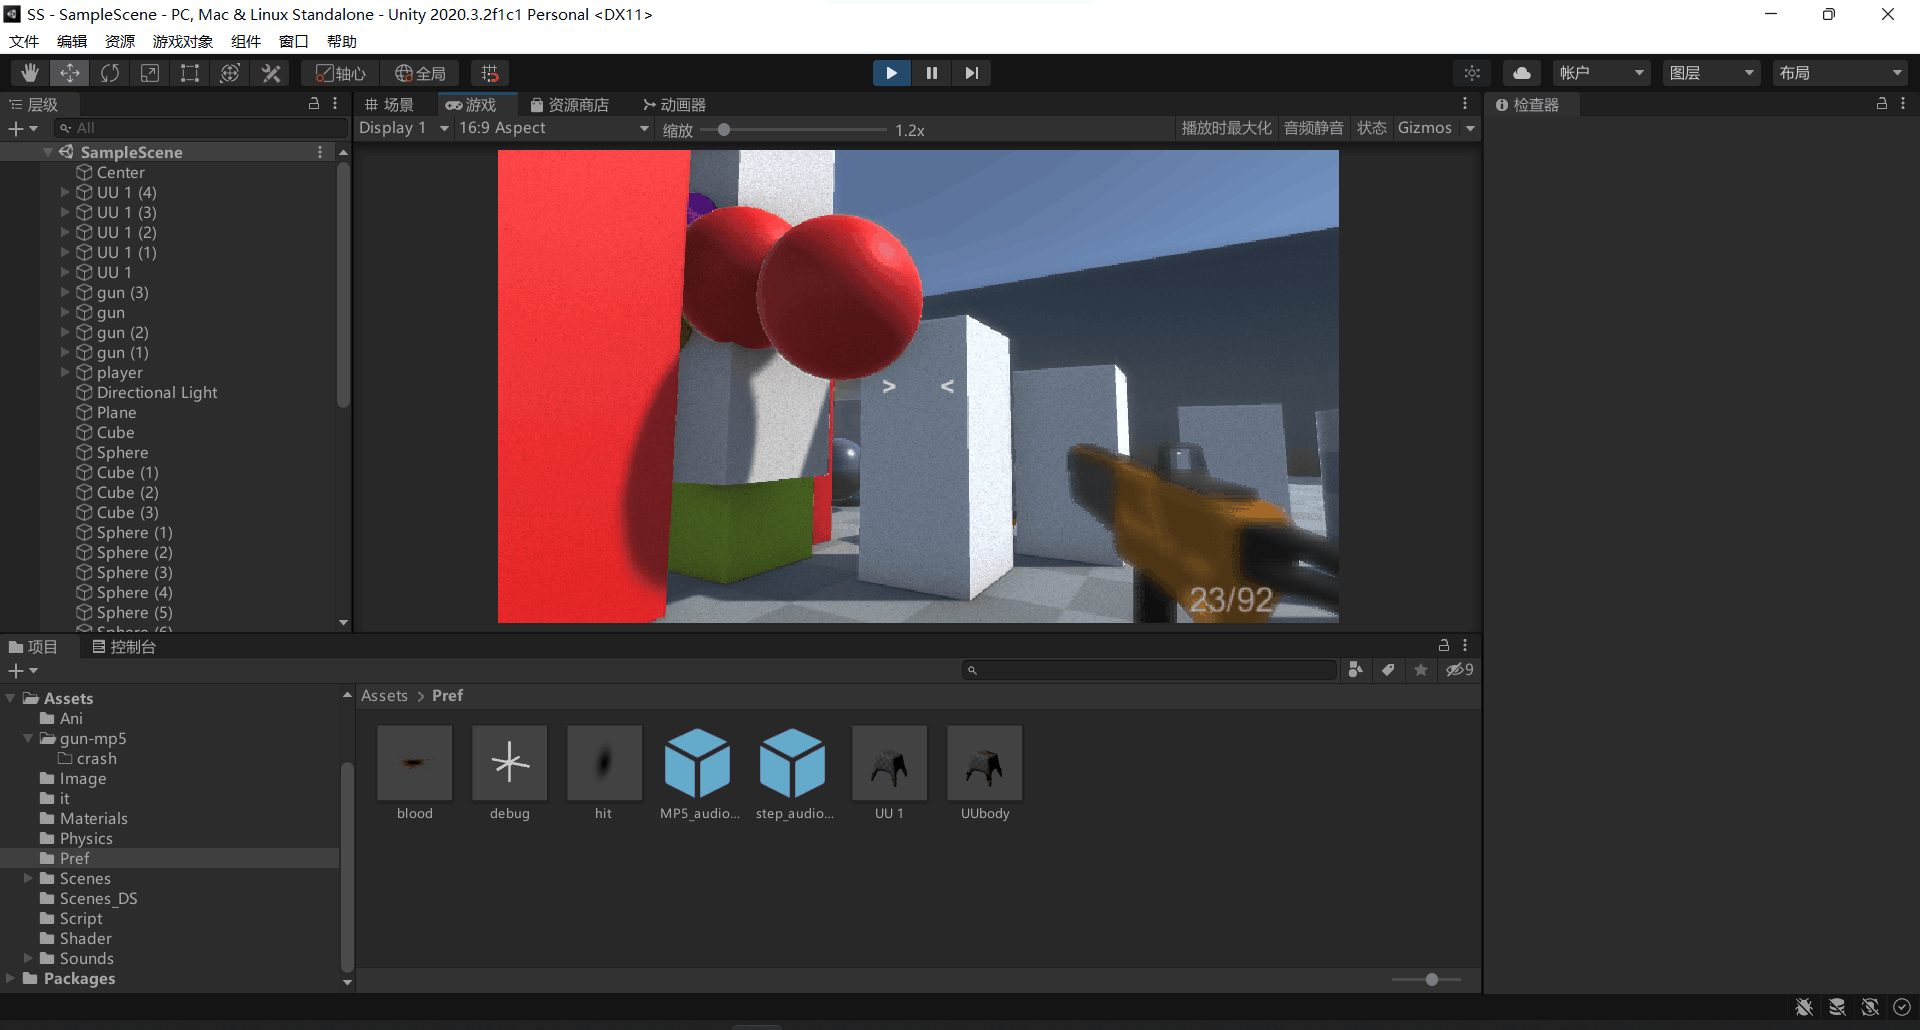 SS - SampleScene - PC, Mac & Linux Standalone - Unity 2020.3.2f1c1 Personal <DX11>
文件 编辑 资源 游戏对象 组件 窗口 帮助
轴心 全局 帐户 图层 布局
层级 场景 游戏 资源商店 动画器 检查器
All Display 1 16:9 Aspect 缩放 1.2x 播放时最大化 音频静音 状态 Gizmos
SampleScene
Center
UU 1 (4)
UU 1 (3)
UU 1 (2)
UU 1 (1)
UU 1
gun (3)
gun
gun (2)
gun (1)
player
Directional Light
Plane
Cube
Sphere
Cube (1)
Cube (2)
Cube (3)
Sphere (1)
Sphere (2)
Sphere (3)
Sphere (4)
Sphere (5)
Sphere (6)
> <
23/92
项目 控制台
9
Assets
Ani
gun-mp5
crash
Image
it
Materials
Physics
Pref
Scenes
Scenes_DS
Script
Shader
Sounds
Packages
Assets > Pref
blood debug hit MP5_audio... step_audio... UU 1 UUbody